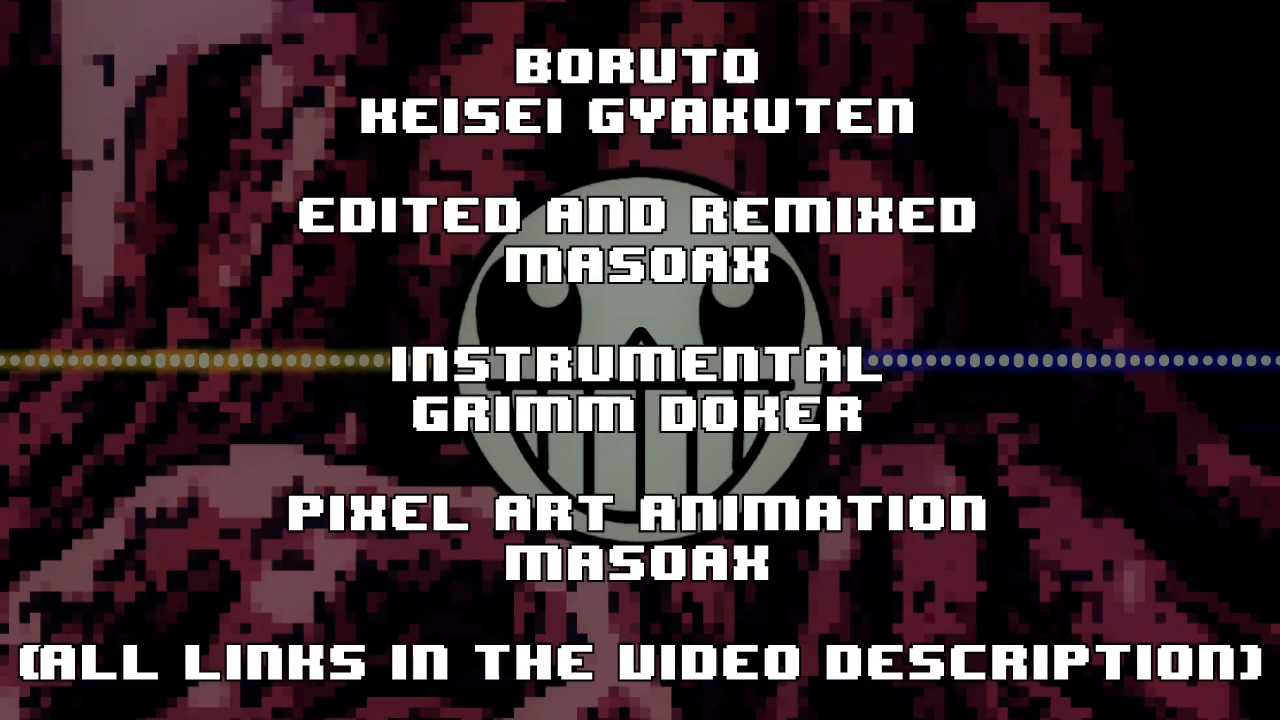 BORUTO
KEISEI GYAKUTEN
EDITED AND REMIXED
MASOAX
INSTRUMENTAL
GRIMM DOKER
PIXEL ART ANIMATION
MASOAX
(ALL LINKS IN THE VIDEO DESCRIPTION)